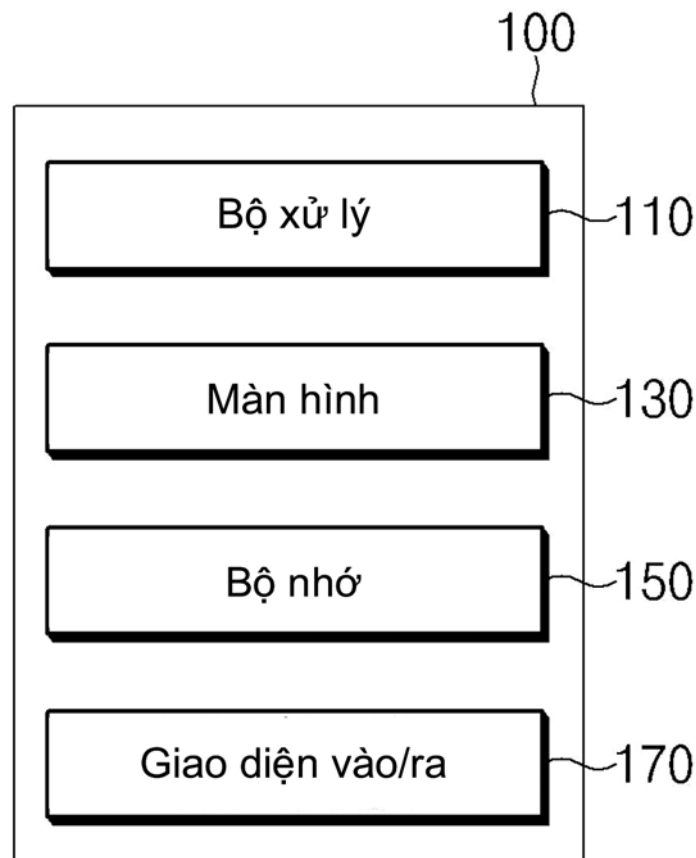 100
Bộ xử lý
110
Màn hình
130
Bộ nhớ
150
Giao diện vào/ra
170